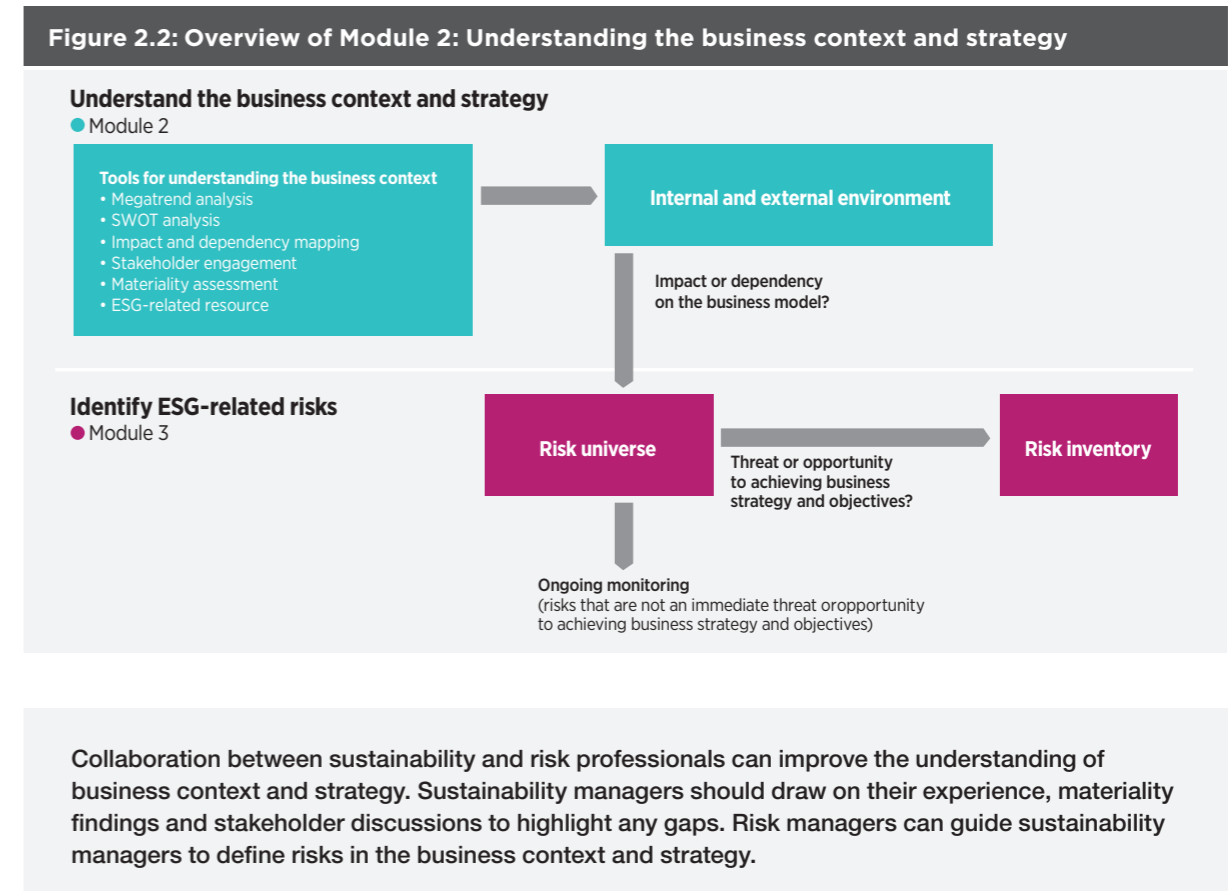 Figure 2.2: Overview of Module 2: Understanding the business context and strategy
Understand the business context and strategy
● Module 2
Tools for understanding the business context
• Megatrend analysis
• SWOT analysis
• Impact and dependency mapping
• Stakeholder engagement
• Materiality assessment
• ESG-related resource
Internal and external environment
Impact or dependency
on the business model?
Identify ESG-related risks
● Module 3
Risk universe
Threat or opportunity
to achieving business
strategy and objectives?
Risk inventory
Ongoing monitoring
(risks that are not an immediate threat oropportunity
to achieving business strategy and objectives)
Collaboration between sustainability and risk professionals can improve the understanding of
business context and strategy. Sustainability managers should draw on their experience, materiality
findings and stakeholder discussions to highlight any gaps. Risk managers can guide sustainability
managers to define risks in the business context and strategy.